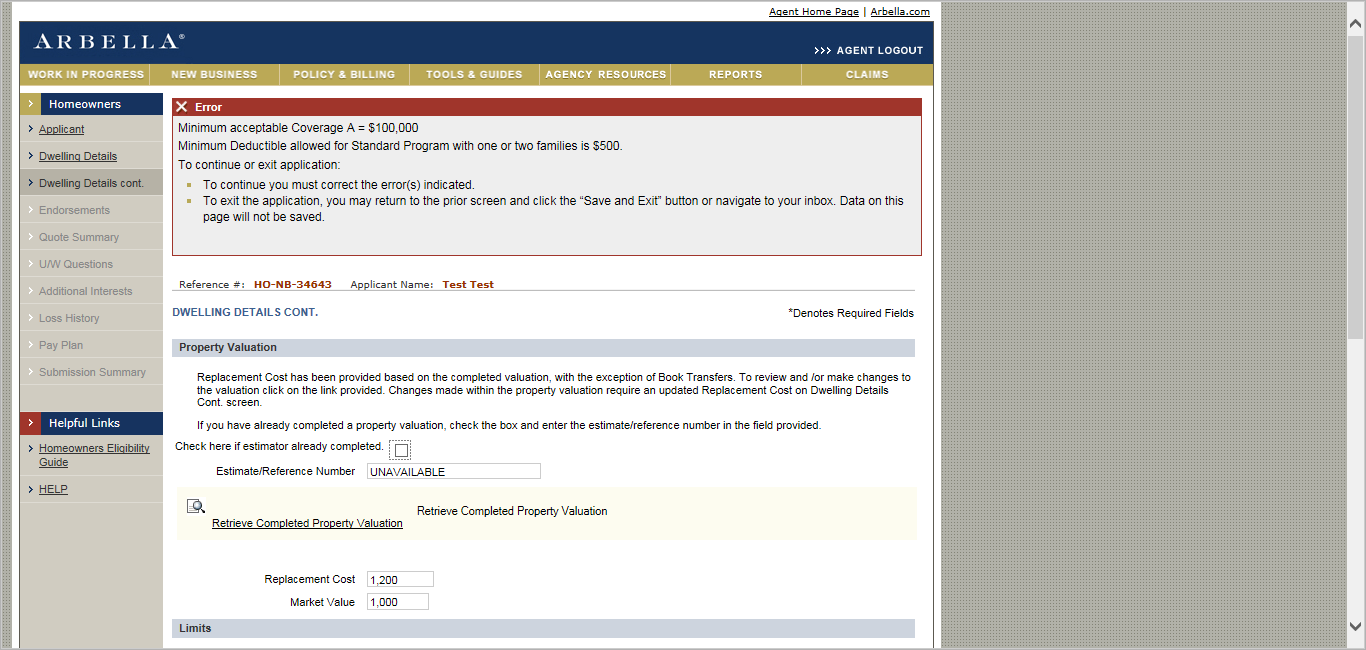 Agent Home Page | Arbella.com
ARBELLA®
>>> AGENT LOGOUT
WORK IN PROGRESS NEW BUSINESS POLICY & BILLING TOOLS & GUIDES AGENCY RESOURCES REPORTS CLAIMS
Homeowners
Applicant
Dwelling Details
Dwelling Details cont.
Endorsements
Quote Summary
U/W Questions
Additional Interests
Loss History
Pay Plan
Submission Summary
Helpful Links
Homeowners Eligibility
Guide
HELP
Error
Minimum acceptable Coverage A = $100,000
Minimum Deductible allowed for Standard Program with one or two families is $500.
To continue or exit application:
To continue you must correct the error(s) indicated.
To exit the application, you may return to the prior screen and click the “Save and Exit” button or navigate to your inbox. Data on this
page will not be saved.
Reference #: HO-NB-34643 Applicant Name: Test Test
DWELLING DETAILS CONT.
*Denotes Required Fields
Property Valuation
Replacement Cost has been provided based on the completed valuation, with the exception of Book Transfers. To review and /or make changes to
the valuation click on the link provided. Changes made within the property valuation require an updated Replacement Cost on Dwelling Details
Cont. screen.
If you have already completed a property valuation, check the box and enter the estimate/reference number in the field provided.
Check here if estimator already completed.
Estimate/Reference Number UNAVAILABLE
Retrieve Completed Property Valuation
Retrieve Completed Property Valuation
Replacement Cost 1,200
Market Value 1,000
Limits